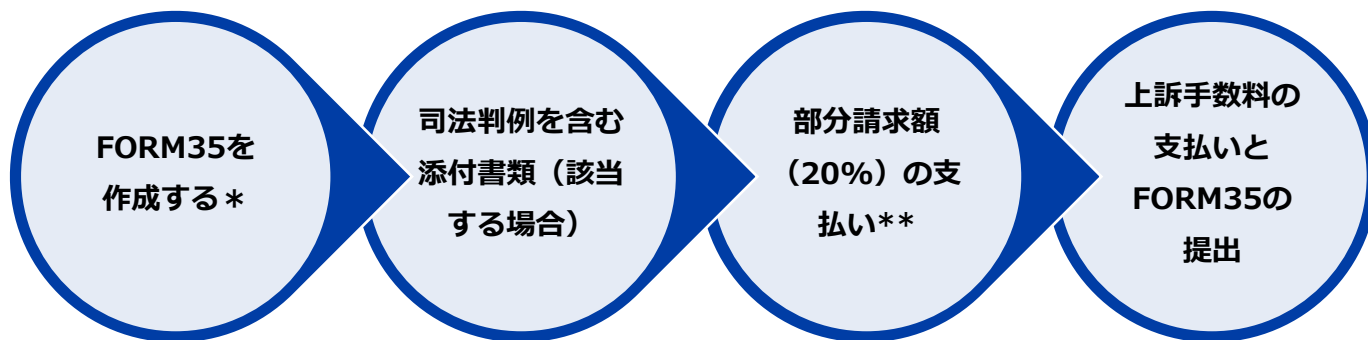 FORM35を
作成する＊
司法判例を含む
添付書類（該当
する場合）
部分請求額
（20%）の支
払い**
上訴手数料の
支払いと
FORM35の
提出